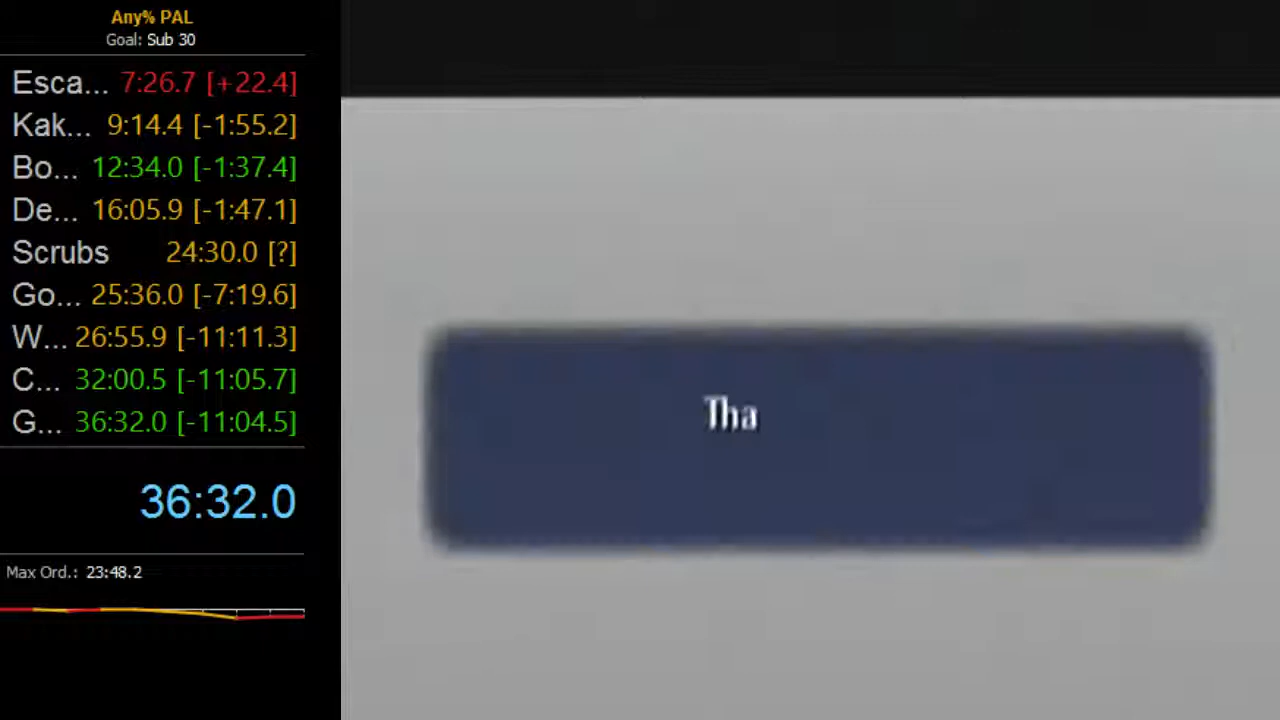 Any% PAL
Goal: Sub 30
Esca... 7:26.7 [+22.4]
Kak... 9:14.4 [-1:55.2]
Bo... 12:34.0 [-1:37.4]
De... 16:05.9 [-1:47.1]
Scrubs 24:30.0 [?]
Go... 25:36.0 [-7:19.6]
W... 26:55.9 [-11:11.3]
C... 32:00.5 [-11:05.7]
G... 36:32.0 [-11:04.5]
36:32.0
Max Ord.: 23:48.2
Tha